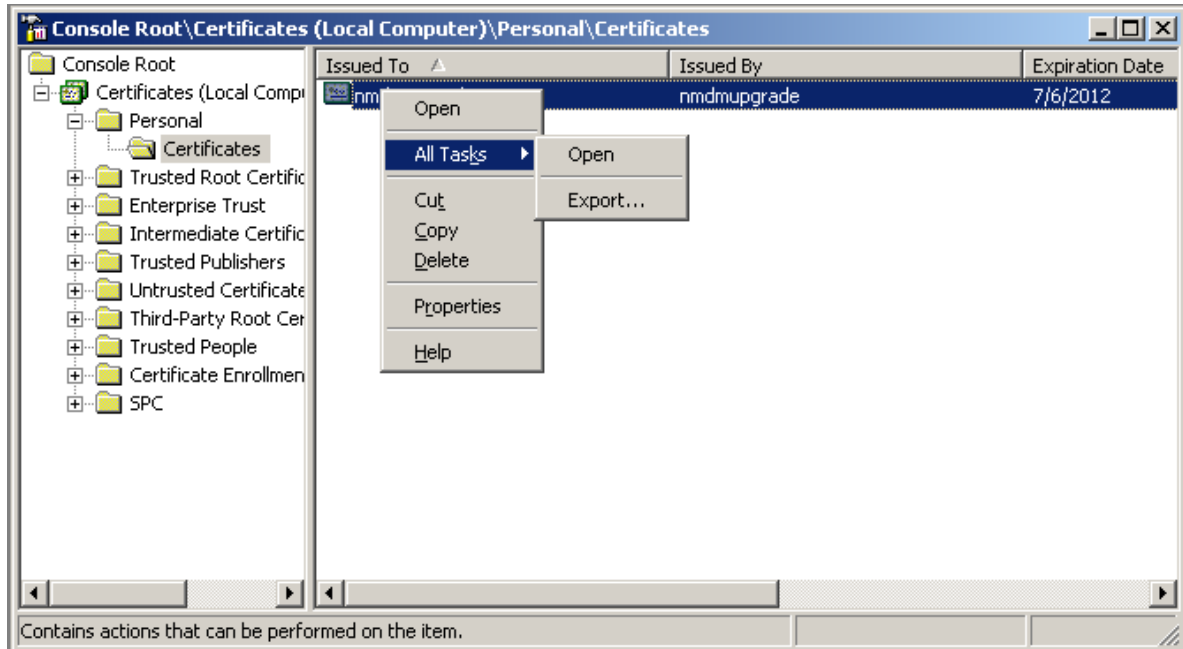 Console Root\Certificates (Local Computer)\Personal\Certificates
Console Root
Certificates (Local Compu
Personal
Certificates
Trusted Root Certific
Enterprise Trust
Intermediate Certific
Trusted Publishers
Untrusted Certificate
Third-Party Root Cer
Trusted People
Certificate Enrollmen
SPC
Issued To Issued By Expiration Date
nmdmupgrade 7/6/2012
Open
All Tasks
Cut
Copy
Delete
Properties
Help
Open
Export...
Contains actions that can be performed on the item.